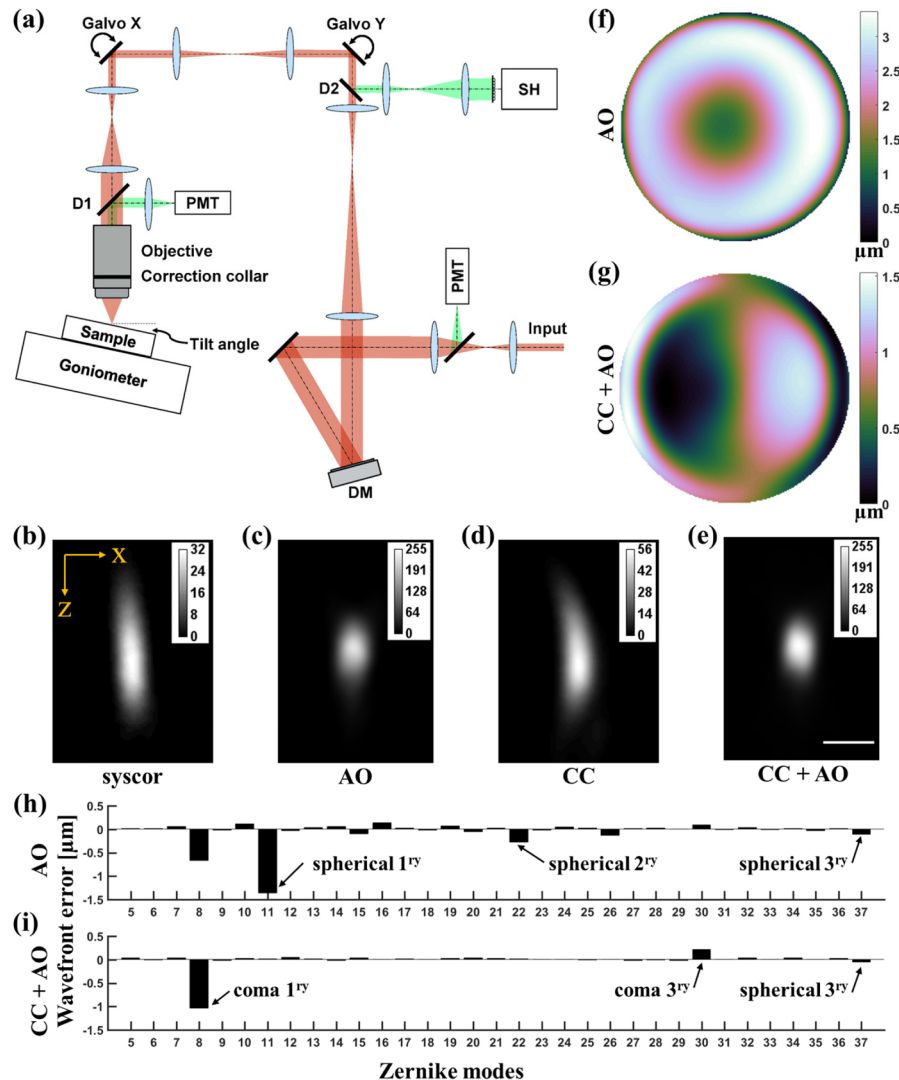 (a)
Galvo X
Galvo Y
D2
SH
D1
PMT
Objective
Correction collar
Sample
Tilt angle
Goniometer
PMT
Input
DM
(f)
AO
3
2.5
2
1.5
1
0.5
0
µm
(g)
CC + AO
1.5
1
0.5
0
µm
(b)
X
Z
32
24
16
8
0
syscor
(c)
255
191
128
64
0
AO
(d)
56
42
28
14
0
CC
(e)
255
191
128
64
0
CC + AO
(h)
AO
0.5
0
-0.5
-1
-1.5
spherical 1ʳʸ
spherical 2ʳʸ
spherical 3ʳʸ
5 6 7 8 9 10 11 12 13 14 15 16 17 18 19 20 21 22 23 24 25 26 27 28 29 30 31 32 33 34 35 36 37
(i)
CC + AO
Wavefront error [µm]
0.5
0
-0.5
-1
-1.5
coma 1ʳʸ
coma 3ʳʸ
spherical 3ʳʸ
5 6 7 8 9 10 11 12 13 14 15 16 17 18 19 20 21 22 23 24 25 26 27 28 29 30 31 32 33 34 35 36 37
Zernike modes